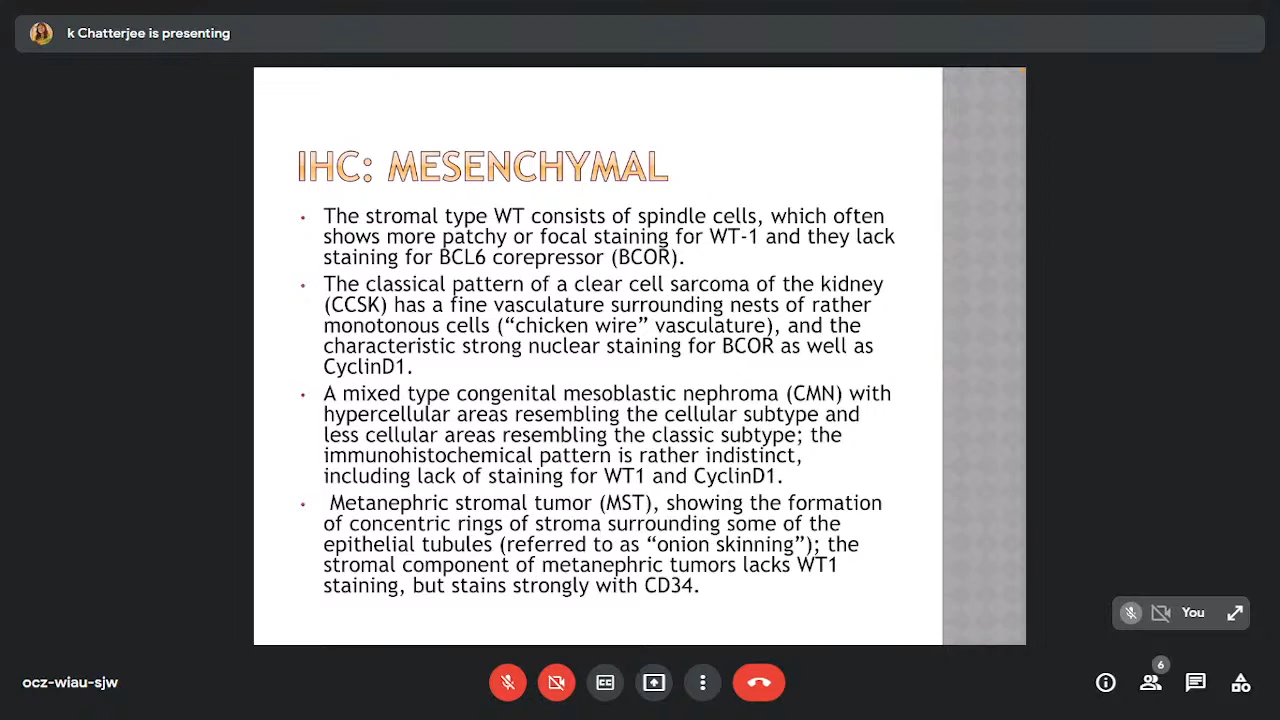 k Chatterjee is presenting
IHC: MESENCHYMAL
• The stromal type WT consists of spindle cells, which often
shows more patchy or focal staining for WT-1 and they lack
staining for BCL6 corepressor (BCOR).
• The classical pattern of a clear cell sarcoma of the kidney
(CCSK) has a fine vasculature surrounding nests of rather
monotonous cells (“chicken wire” vasculature), and the
characteristic strong nuclear staining for BCOR as well as
CyclinD1.
• A mixed type congenital mesoblastic nephroma (CMN) with
hypercellular areas resembling the cellular subtype and
less cellular areas resembling the classic subtype; the
immunohistochemical pattern is rather indistinct,
including lack of staining for WT1 and CyclinD1.
• Metanephric stromal tumor (MST), showing the formation
of concentric rings of stroma surrounding some of the
epithelial tubules (referred to as “onion skinning”); the
stromal component of metanephric tumors lacks WT1
staining, but stains strongly with CD34.
You
ocz-wiau-sjw
CC
6